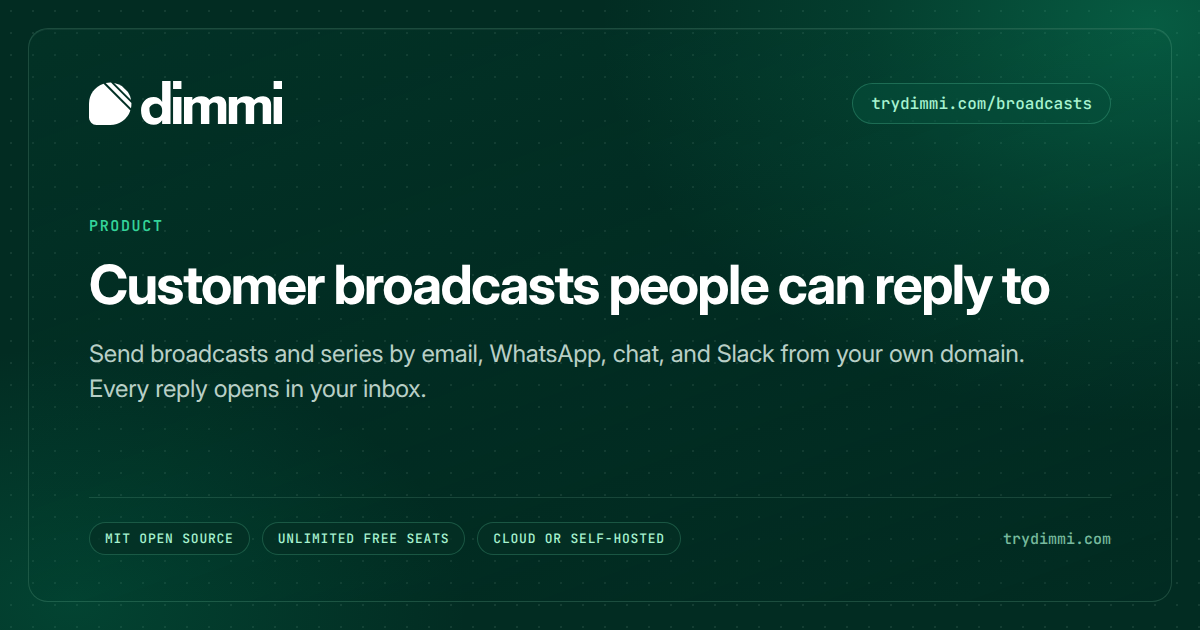 dimmi
trydimmi.com/broadcasts
PRODUCT
Customer broadcasts people can reply to
Send broadcasts and series by email, WhatsApp, chat, and Slack from your own domain.
Every reply opens in your inbox.
MIT OPEN SOURCE
UNLIMITED FREE SEATS
CLOUD OR SELF-HOSTED
trydimmi.com